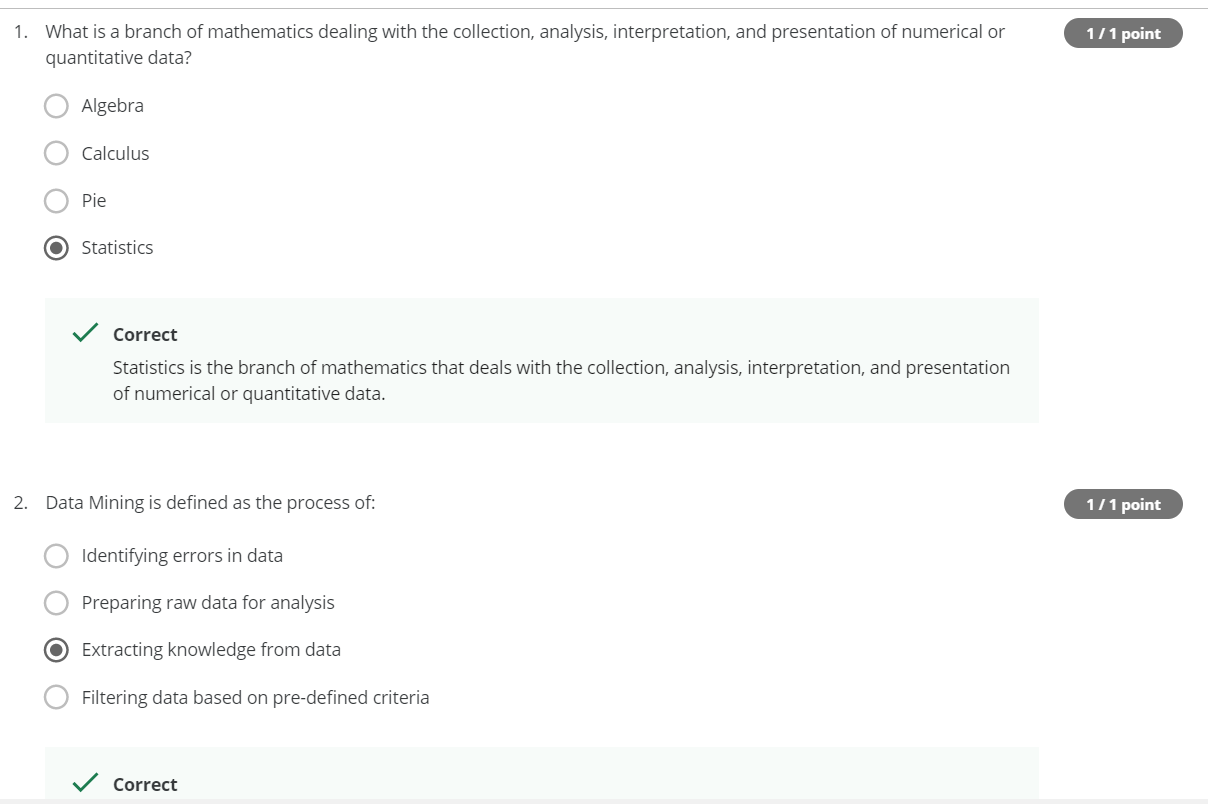 1. What is a branch of mathematics dealing with the collection, analysis, interpretation, and presentation of numerical or
quantitative data?
1 / 1 point
Algebra
Calculus
Pie
Statistics
Correct
Statistics is the branch of mathematics that deals with the collection, analysis, interpretation, and presentation
of numerical or quantitative data.
2. Data Mining is defined as the process of:
1 / 1 point
Identifying errors in data
Preparing raw data for analysis
Extracting knowledge from data
Filtering data based on pre-defined criteria
Correct